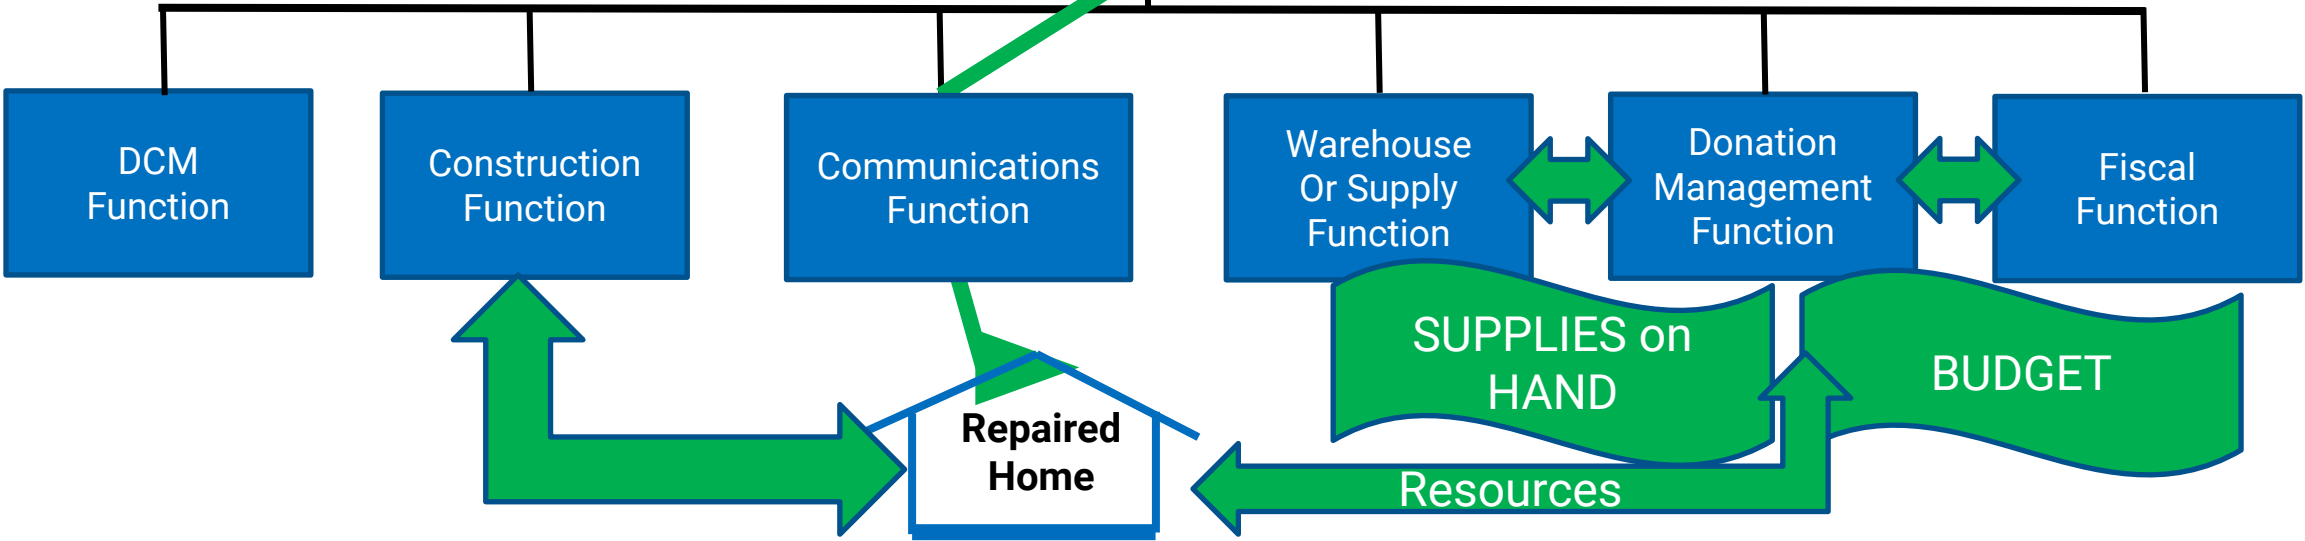 DCM
Function
Construction
Function
Communications
Function
Warehouse
Or Supply
Function
Donation
Management
Function
Fiscal
Function
SUPPLIES on
HAND
BUDGET
Repaired
Home
Resources